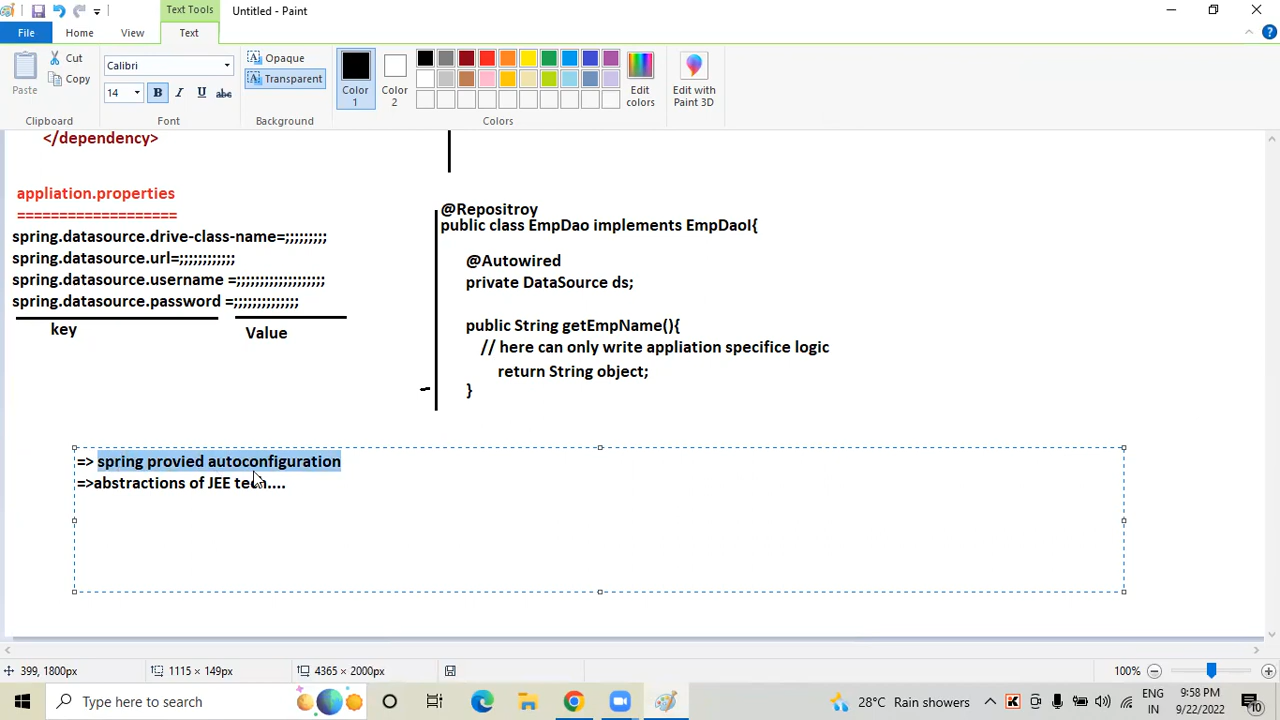 Text Tools
Untitled - Paint
File
Home
View
Text
Paste
Cut
Copy
Clipboard
Calibri
14
B
I
U
abc
Font
Opaque
Transparent
Background
Color
1
Color
2
Edit
colors
Edit with
Paint 3D
Colors
</dependency>
appliation.properties
===================
spring.datasource.drive-class-name=;;;;;;;;;
spring.datasource.url=;;;;;;;;;;;;
spring.datasource.username =;;;;;;;;;;;;;;;;;;;
spring.datasource.password =;;;;;;;;;;;;;;
key
Value
@Repositroy
public class EmpDao implements EmpDaoI{
@Autowired
private DataSource ds;
public String getEmpName(){
// here can only write appliation specifice logic
return String object;
}
=> spring provied autoconfiguration
=>abstractions of JEE tech....
399, 1800px
1115 × 149px
4365 × 2000px
100%
Type here to search
28°C Rain showers
ENG
IN
9:58 PM
9/22/2022
10